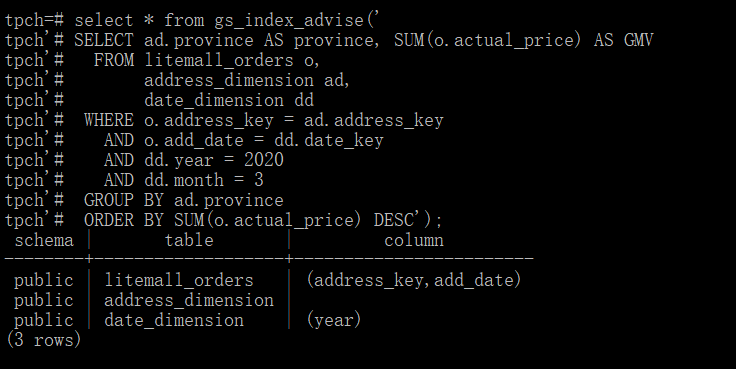 tpch=# select * from gs_index_advise('
tpch'# SELECT ad.province AS province, SUM(o.actual_price) AS GMV
tpch'#   FROM litemall_orders o,
tpch'#        address_dimension ad,
tpch'#        date_dimension dd
tpch'#  WHERE o.address_key = ad.address_key
tpch'#    AND o.add_date = dd.date_key
tpch'#    AND dd.year = 2020
tpch'#    AND dd.month = 3
tpch'#  GROUP BY ad.province
tpch'#  ORDER BY SUM(o.actual_price) DESC');
 schema |       table       |         column
--------+-------------------+------------------------
 public | litemall_orders   | (address_key,add_date)
 public | address_dimension |
 public | date_dimension    | (year)
(3 rows)